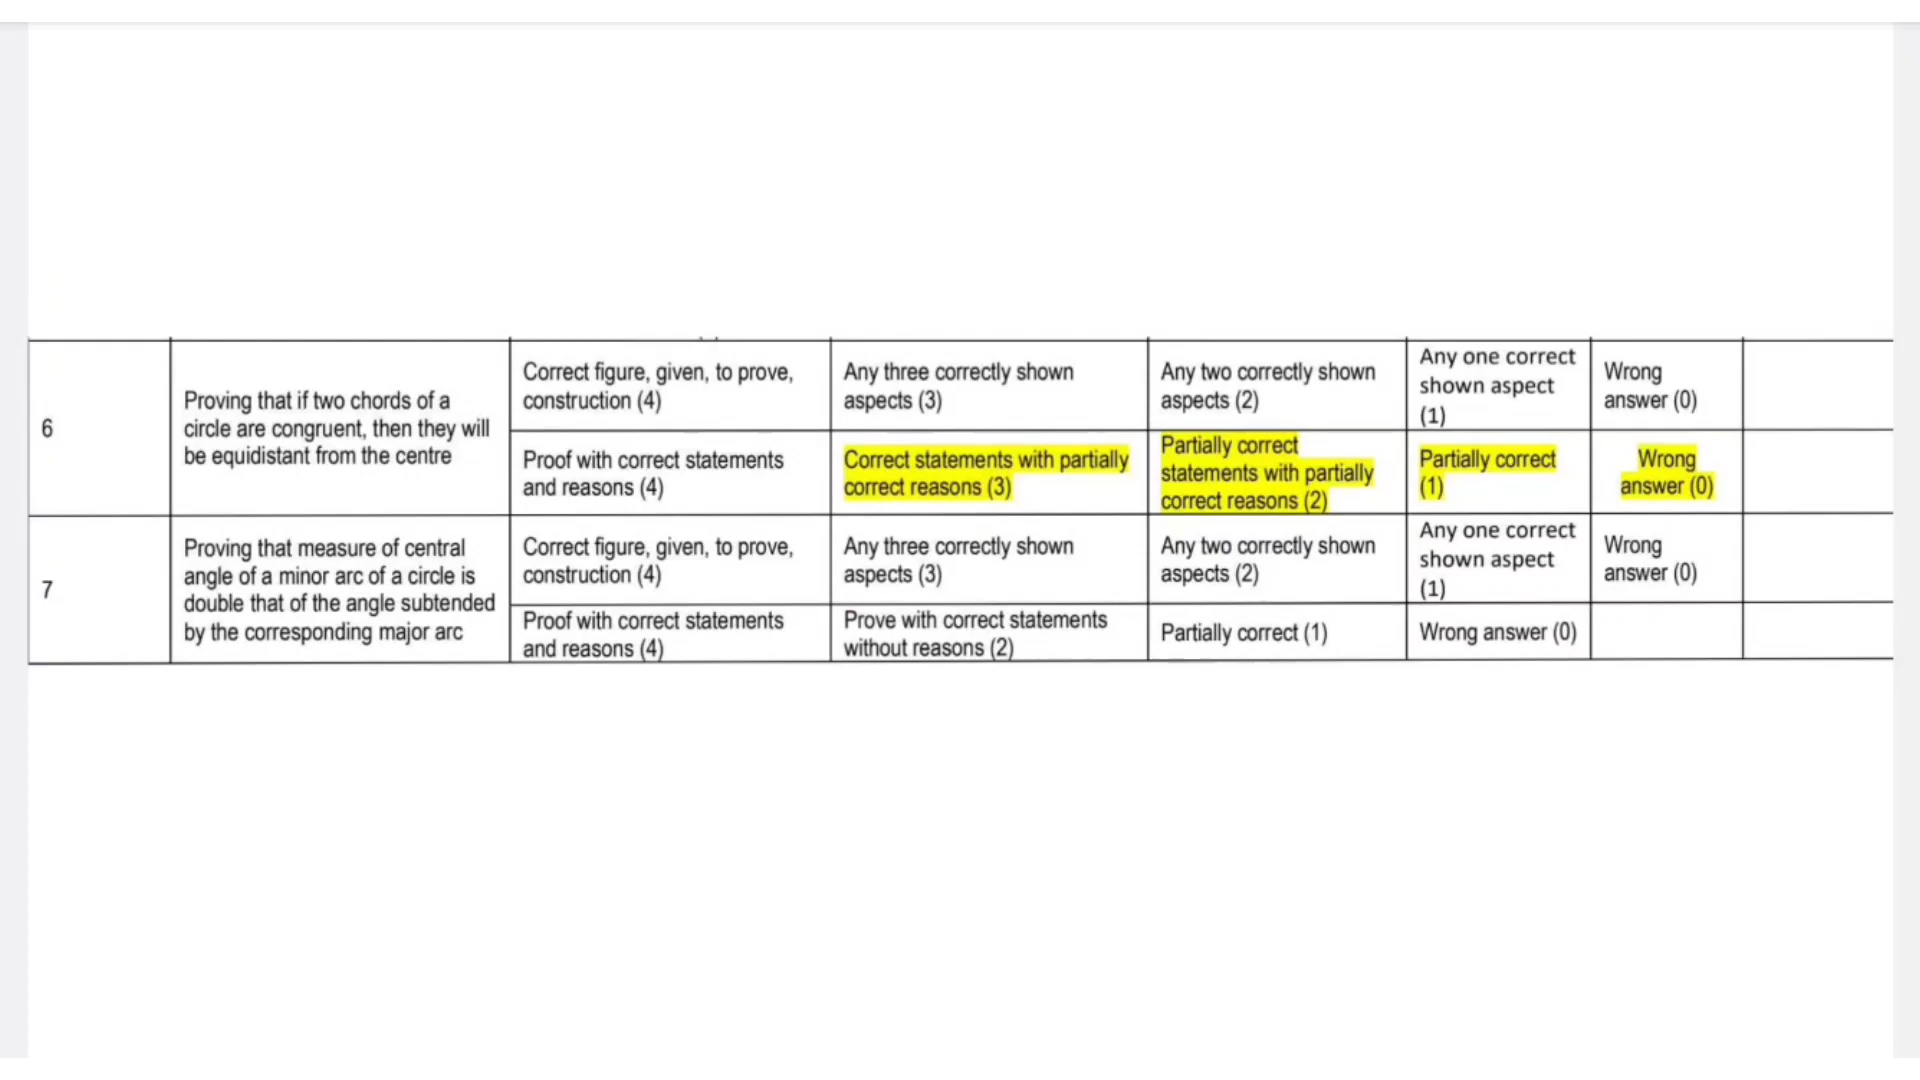 6
Proving that if two chords of a
circle are congruent, then they will
be equidistant from the centre
Correct figure, given, to prove,
construction (4)
Any three correctly shown
aspects (3)
Any two correctly shown
aspects (2)
Any one correct
shown aspect
(1)
Wrong
answer (0)
Proof with correct statements
and reasons (4)
Correct statements with partially
correct reasons (3)
Partially correct
statements with partially
correct reasons (2)
Partially correct
(1)
Wrong
answer (0)
7
Proving that measure of central
angle of a minor arc of a circle is
double that of the angle subtended
by the corresponding major arc
Correct figure, given, to prove,
construction (4)
Any three correctly shown
aspects (3)
Any two correctly shown
aspects (2)
Any one correct
shown aspect
(1)
Wrong
answer (0)
Proof with correct statements
and reasons (4)
Prove with correct statements
without reasons (2)
Partially correct (1)
Wrong answer (0)